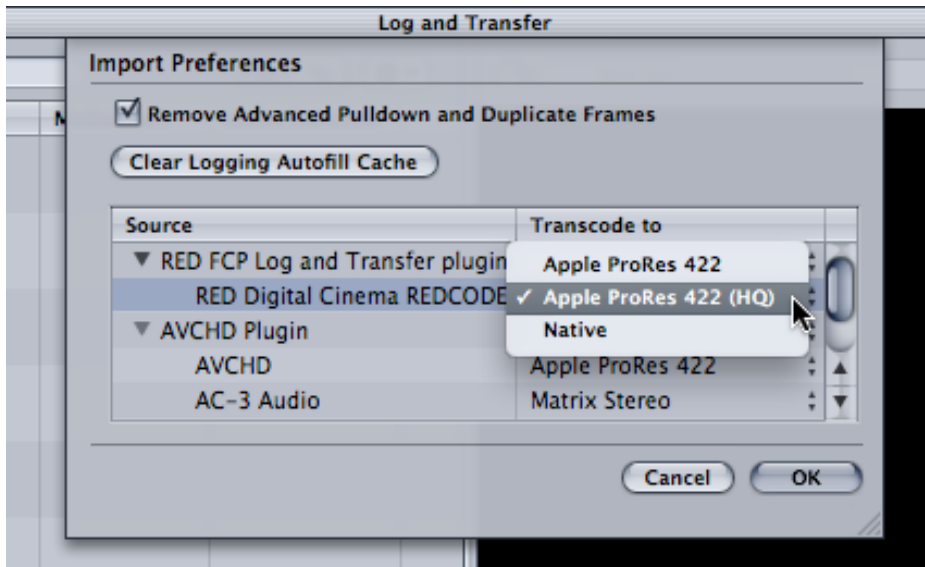 Log and Transfer
Import Preferences
Remove Advanced Pulldown and Duplicate Frames
Clear Logging Autofill Cache
Source Transcode to
RED FCP Log and Transfer plugin Apple ProRes 422
RED Digital Cinema REDCODE ✓ Apple ProRes 422 (HQ)
AVCHD Plugin Native
AVCHD Apple ProRes 422
AC-3 Audio Matrix Stereo
Cancel OK